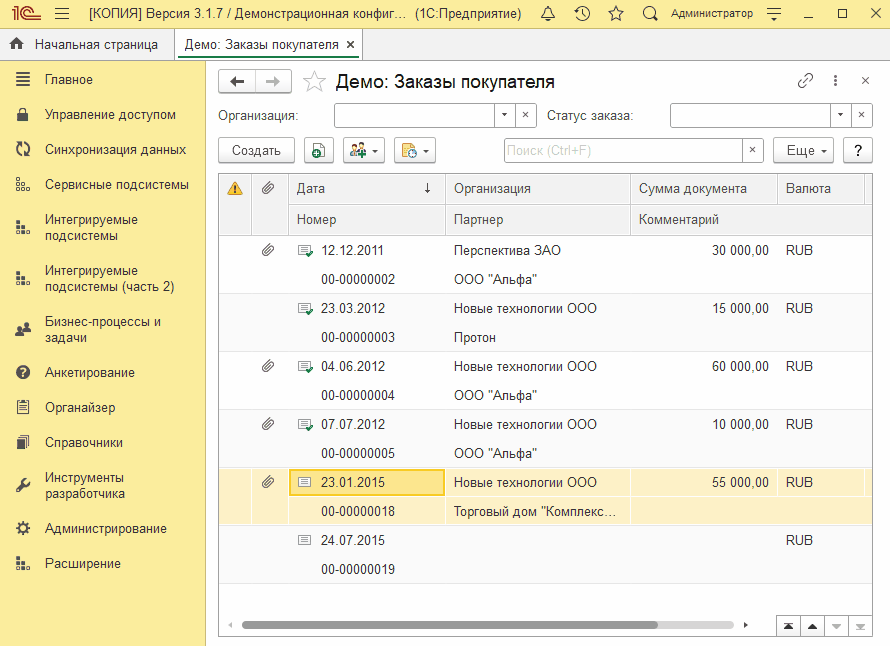 1С [КОПИЯ] Версия 3.1.7 / Демонстрационная конфиг... (1С:Предприятие) Администратор
Начальная страница Демо: Заказы покупателя ×
Главное
Управление доступом
Синхронизация данных
Сервисные подсистемы
Интегрируемые
подсистемы
Интегрируемые
подсистемы (часть 2)
Бизнес-процессы и
задачи
Анкетирование
Органайзер
Справочники
Инструменты
разработчика
Администрирование
Расширение
Демо: Заказы покупателя
Организация: Статус заказа:
Создать Поиск (Ctrl+F) × Еще ?
Дата ↓ Организация Сумма документа Валюта
Номер Партнер Комментарий
12.12.2011 Перспектива ЗАО 30 000,00 RUB
00-00000002 ООО "Альфа"
23.03.2012 Новые технологии ООО 15 000,00 RUB
00-00000003 Протон
04.06.2012 Новые технологии ООО 60 000,00 RUB
00-00000004 ООО "Альфа"
07.07.2012 Новые технологии ООО 10 000,00 RUB
00-00000005 ООО "Альфа"
23.01.2015 Новые технологии ООО 55 000,00 RUB
00-00000018 Торговый дом "Комплекс...
24.07.2015 RUB
00-00000019